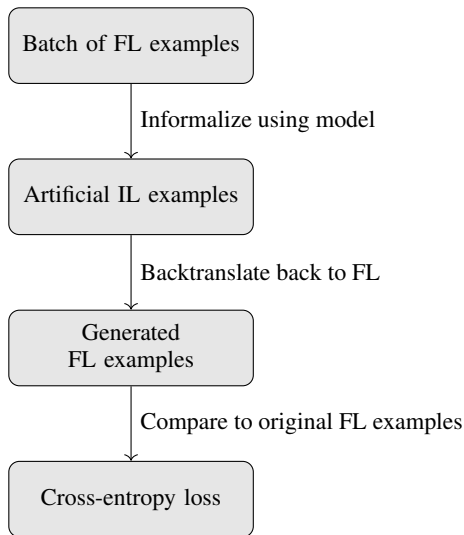 Batch of FL examples
Informalize using model
Artificial IL examples
Backtranslate back to FL
Generated
FL examples
Compare to original FL examples
Cross-entropy loss